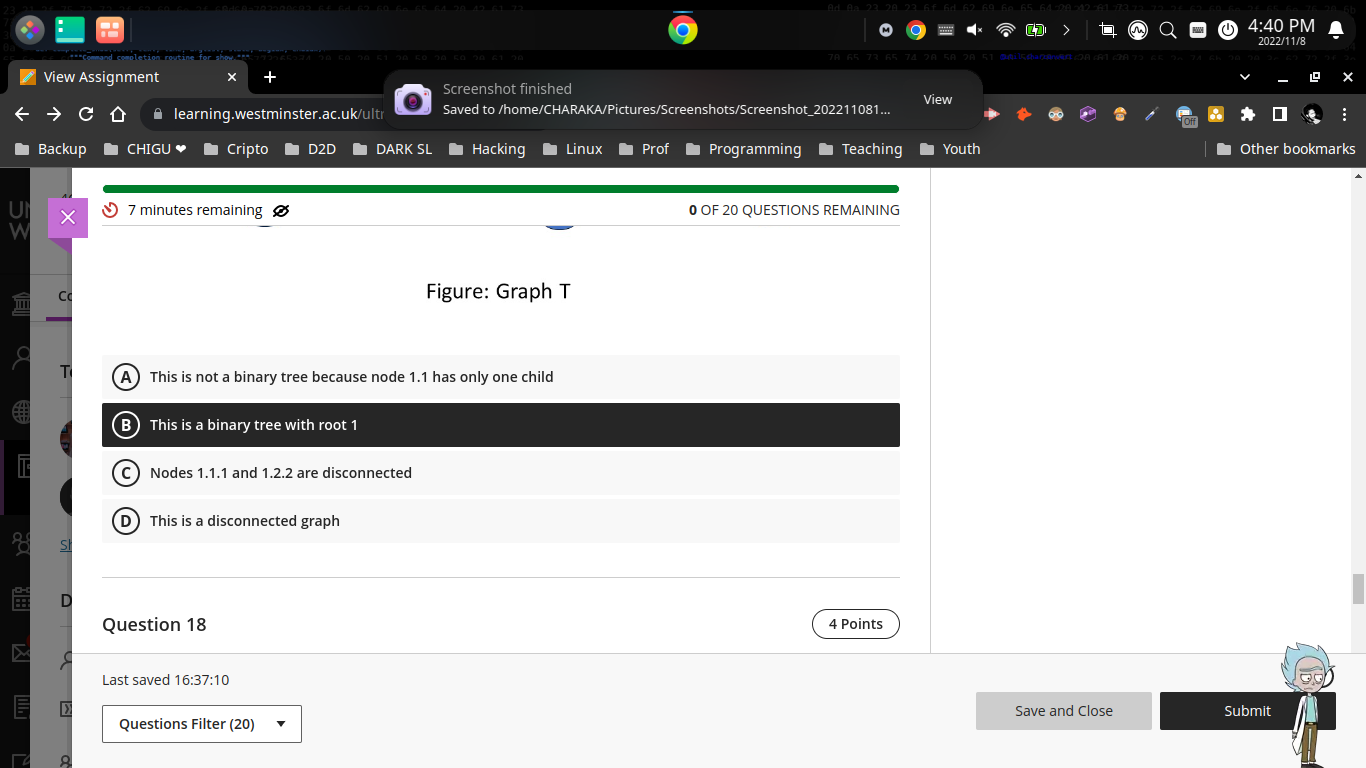 4:40 PM
2022/11/8
View Assignment
Screenshot finished
Saved to /home/CHARAKA/Pictures/Screenshots/Screenshot_202211081...
View
learning.westminster.ac.uk/ultr
Off
Backup
CHIGU ❤
Cripto
D2D
DARK SL
Hacking
Linux
Prof
Programming
Teaching
Youth
Other bookmarks
7 minutes remaining
0 OF 20 QUESTIONS REMAINING
Figure: Graph T
A This is not a binary tree because node 1.1 has only one child
B This is a binary tree with root 1
C Nodes 1.1.1 and 1.2.2 are disconnected
D This is a disconnected graph
Question 18
4 Points
Last saved 16:37:10
Questions Filter (20)
Save and Close
Submit